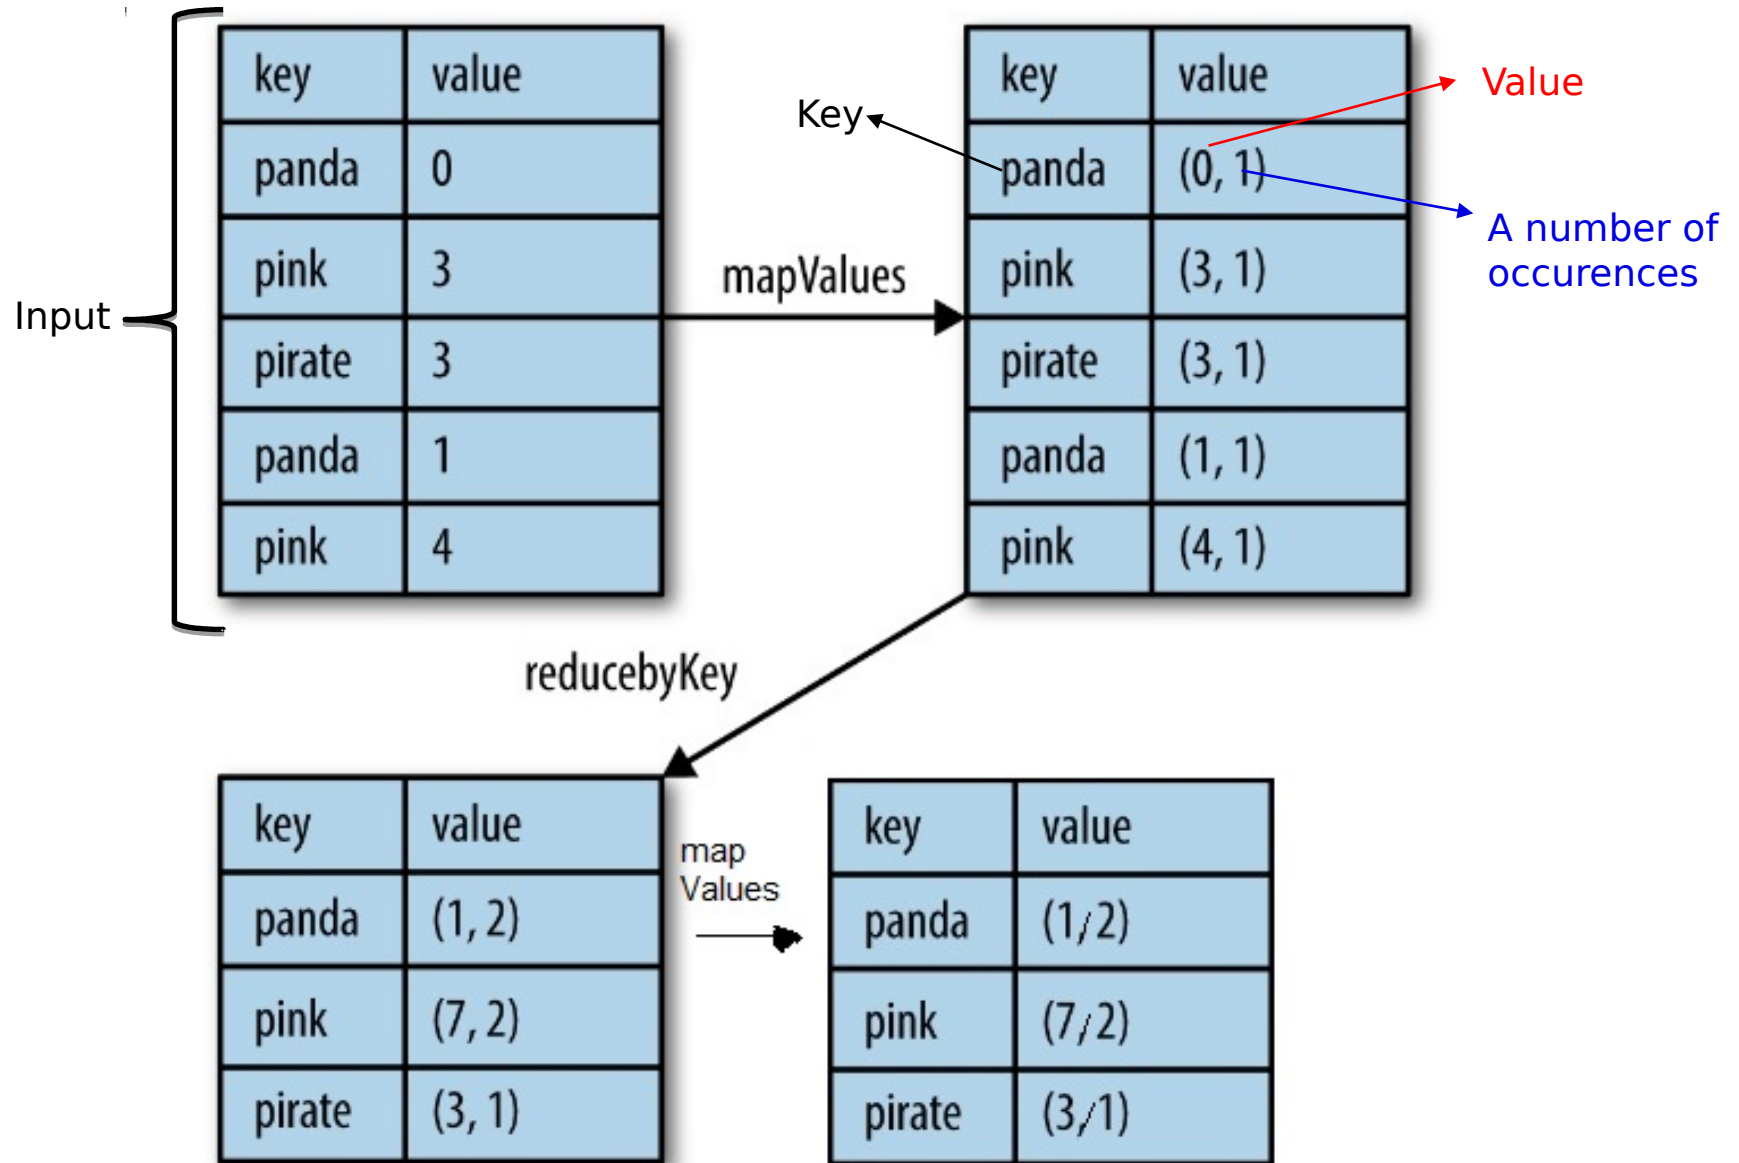 Input
key value
panda 0
pink 3
pirate 3
panda 1
pink 4
mapValues
Key
key value
panda (0, 1)
pink (3, 1)
pirate (3, 1)
panda (1, 1)
pink (4, 1)
Value
A number of
occurences
reducebyKey
key value
panda (1, 2)
pink (7, 2)
pirate (3, 1)
map
Values
key value
panda (1/2)
pink (7/2)
pirate (3/1)